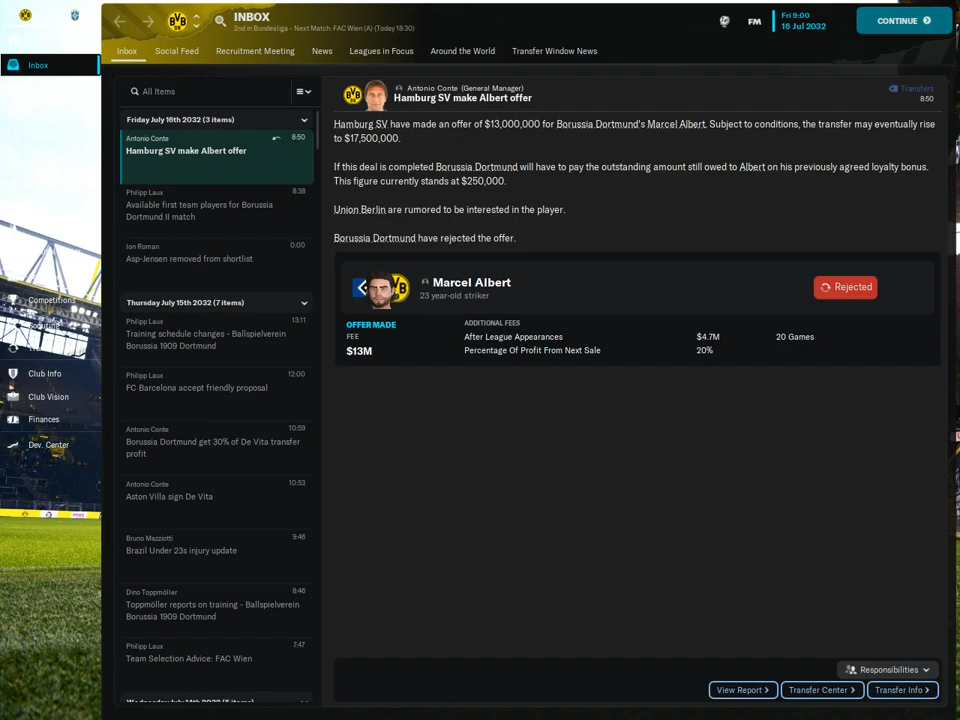 INBOX
2nd in Bundesliga - Next Match: FAC Wien (A) (Today 18:30)
FM
Fri 9:00
16 Jul 2032
CONTINUE
Inbox
Social Feed
Recruitment Meeting
News
Leagues in Focus
Around the World
Transfer Window News
Inbox
Competitions
Club Info
Club Vision
Finances
Dev. Center
All Items
Friday July 16th 2032 (3 items)
Antonio Conte
8:50
Hamburg SV make Albert offer
Philipp Laux
8:38
Available first team players for Borussia
Dortmund II match
Ion Roman
0:00
Asp-Jensen removed from shortlist
Thursday July 15th 2032 (7 items)
Philipp Laux
13:11
Training schedule changes - Ballspielverein
Borussia 1909 Dortmund
Philipp Laux
12:00
FC Barcelona accept friendly proposal
Antonio Conte
10:59
Borussia Dortmund get 30% of De Vita transfer
profit
Antonio Conte
10:53
Aston Villa sign De Vita
Bruno Mazziotti
9:46
Brazil Under 23s injury update
Dino Toppmöller
8:46
Toppmöller reports on training - Ballspielverein
Borussia 1909 Dortmund
Philipp Laux
7:47
Team Selection Advice: FAC Wien
Wednesday July 14th 2032 (5 items)
Antonio Conte (General Manager)
Hamburg SV make Albert offer
Transfers
8:50
Hamburg SV have made an offer of $13,000,000 for Borussia Dortmund's Marcel Albert. Subject to conditions, the transfer may eventually rise
to $17,500,000.
If this deal is completed Borussia Dortmund will have to pay the outstanding amount still owed to Albert on his previously agreed loyalty bonus.
This figure currently stands at $250,000.
Union Berlin are rumored to be interested in the player.
Borussia Dortmund have rejected the offer.
Marcel Albert
23 year-old striker
Rejected
OFFER MADE
FEE
$13M
ADDITIONAL FEES
After League Appearances
$4.7M
20 Games
Percentage Of Profit From Next Sale
20%
Responsibilities
View Report
Transfer Center
Transfer Info